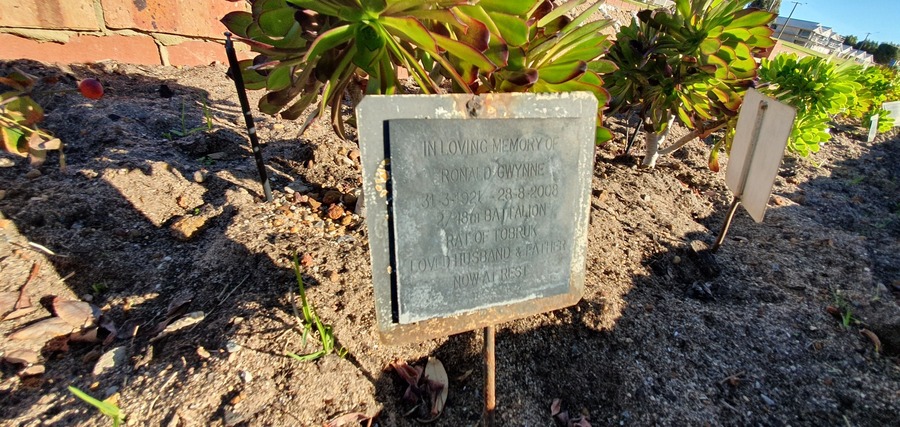 IN LOVING MEMORY OF
RONALD GWYNNE
31-3-1921 - 28-8-2008
2/13th BATTALION
RAT OF TOBRUK
LOVED HUSBAND & FATHER
NOW AT REST